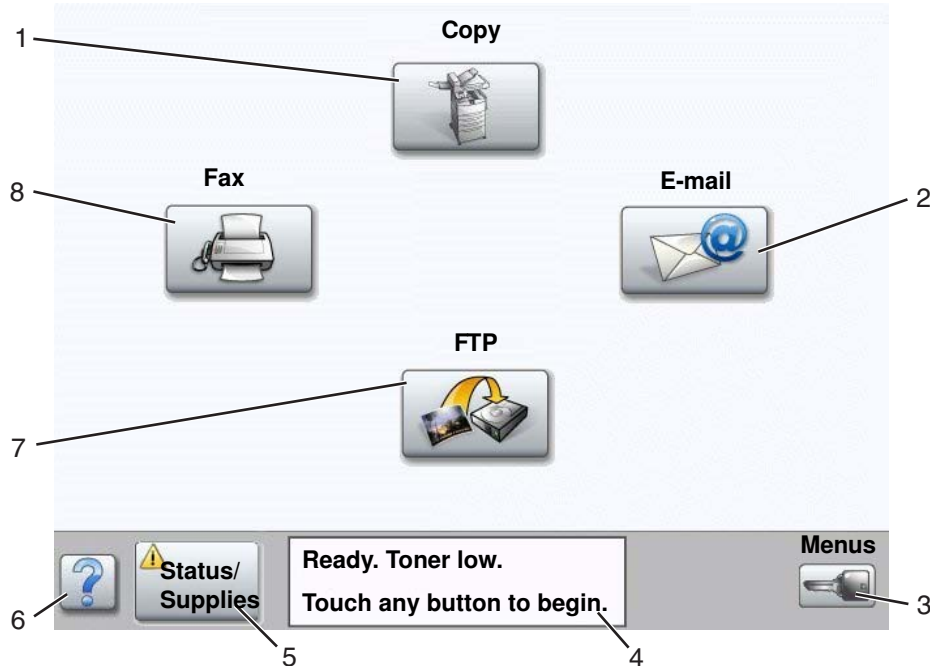 Copy
1
Fax
E-mail
8
2
FTP
7
Menus
Ready. Toner low.
Status/
Supplies
Touch any button to begin.
6
3
5
4